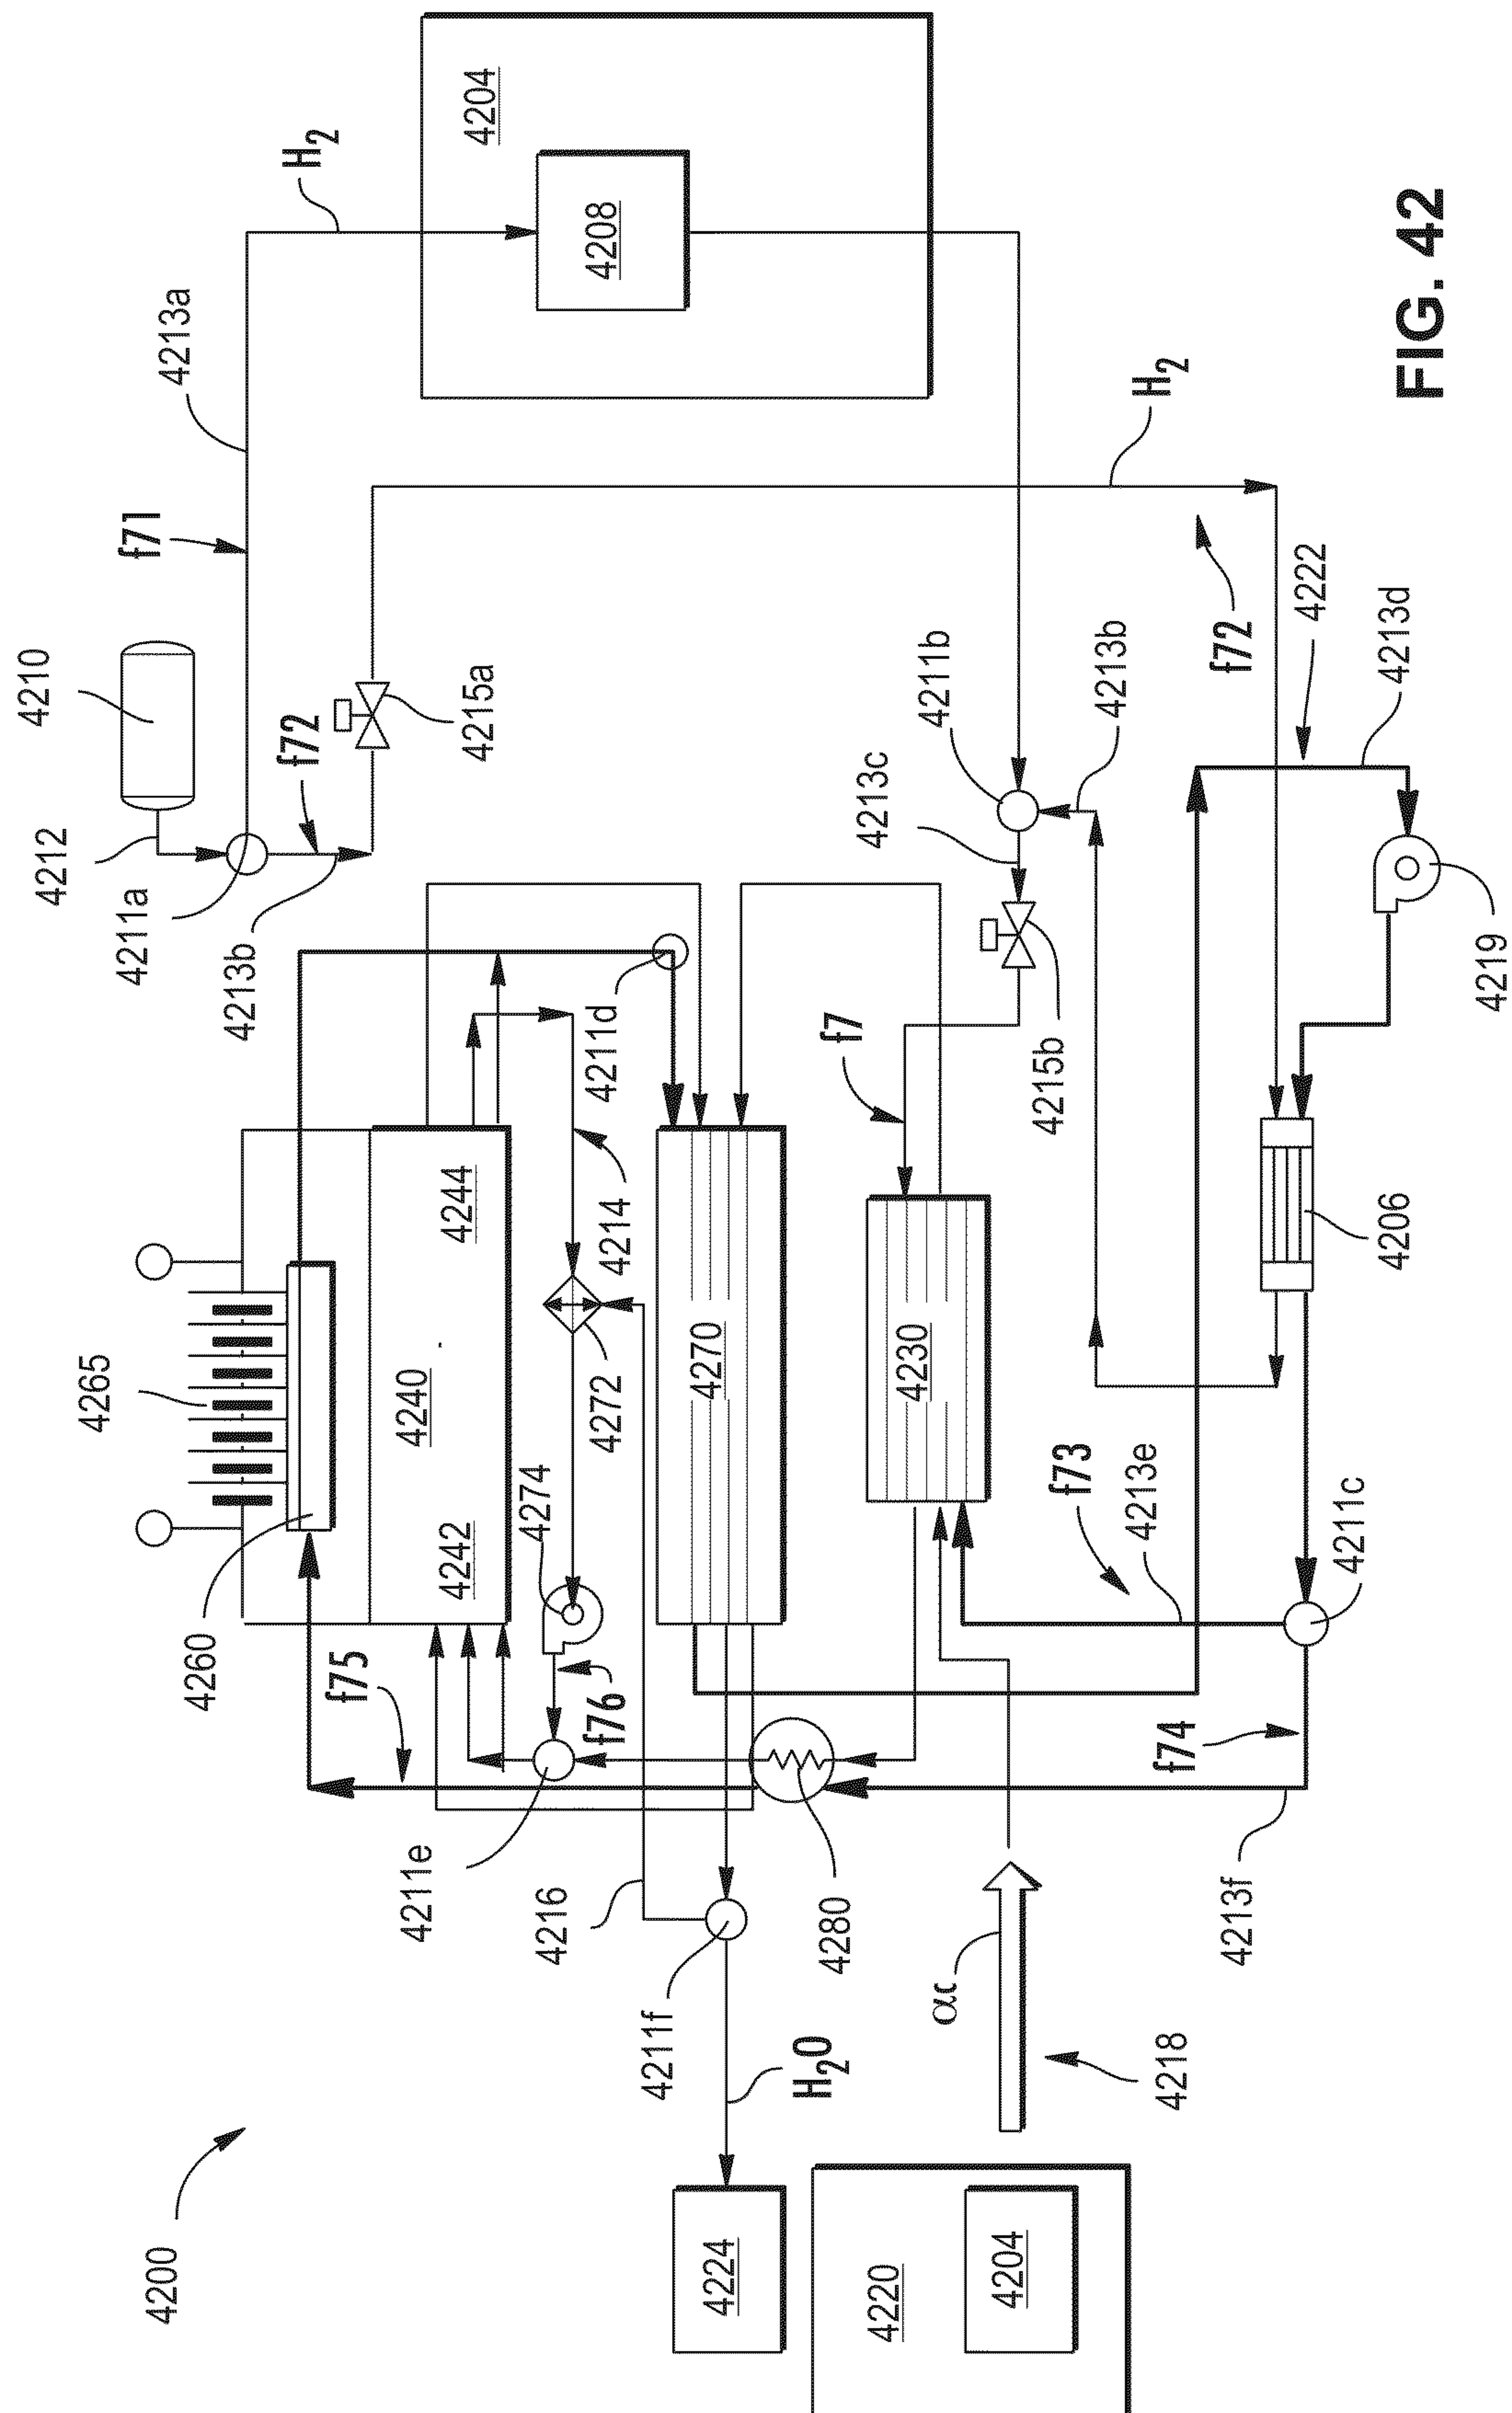 4200
4210
4212
4211a
4213b
f72
4215a
f71
4213a
H2
4204
4208
4265
4260
4240
4242
4244
4274
4272
4214
4211d
f75
f76
4211e
4216
4211f
4280
4270
4230
f7
4215b
4213c
4211b
4213b
H2
f72
4222
4213d
4219
4206
f73
4213e
4211c
f74
4213f
H2O
4224
αc
4218
4220
4204
FIG. 42